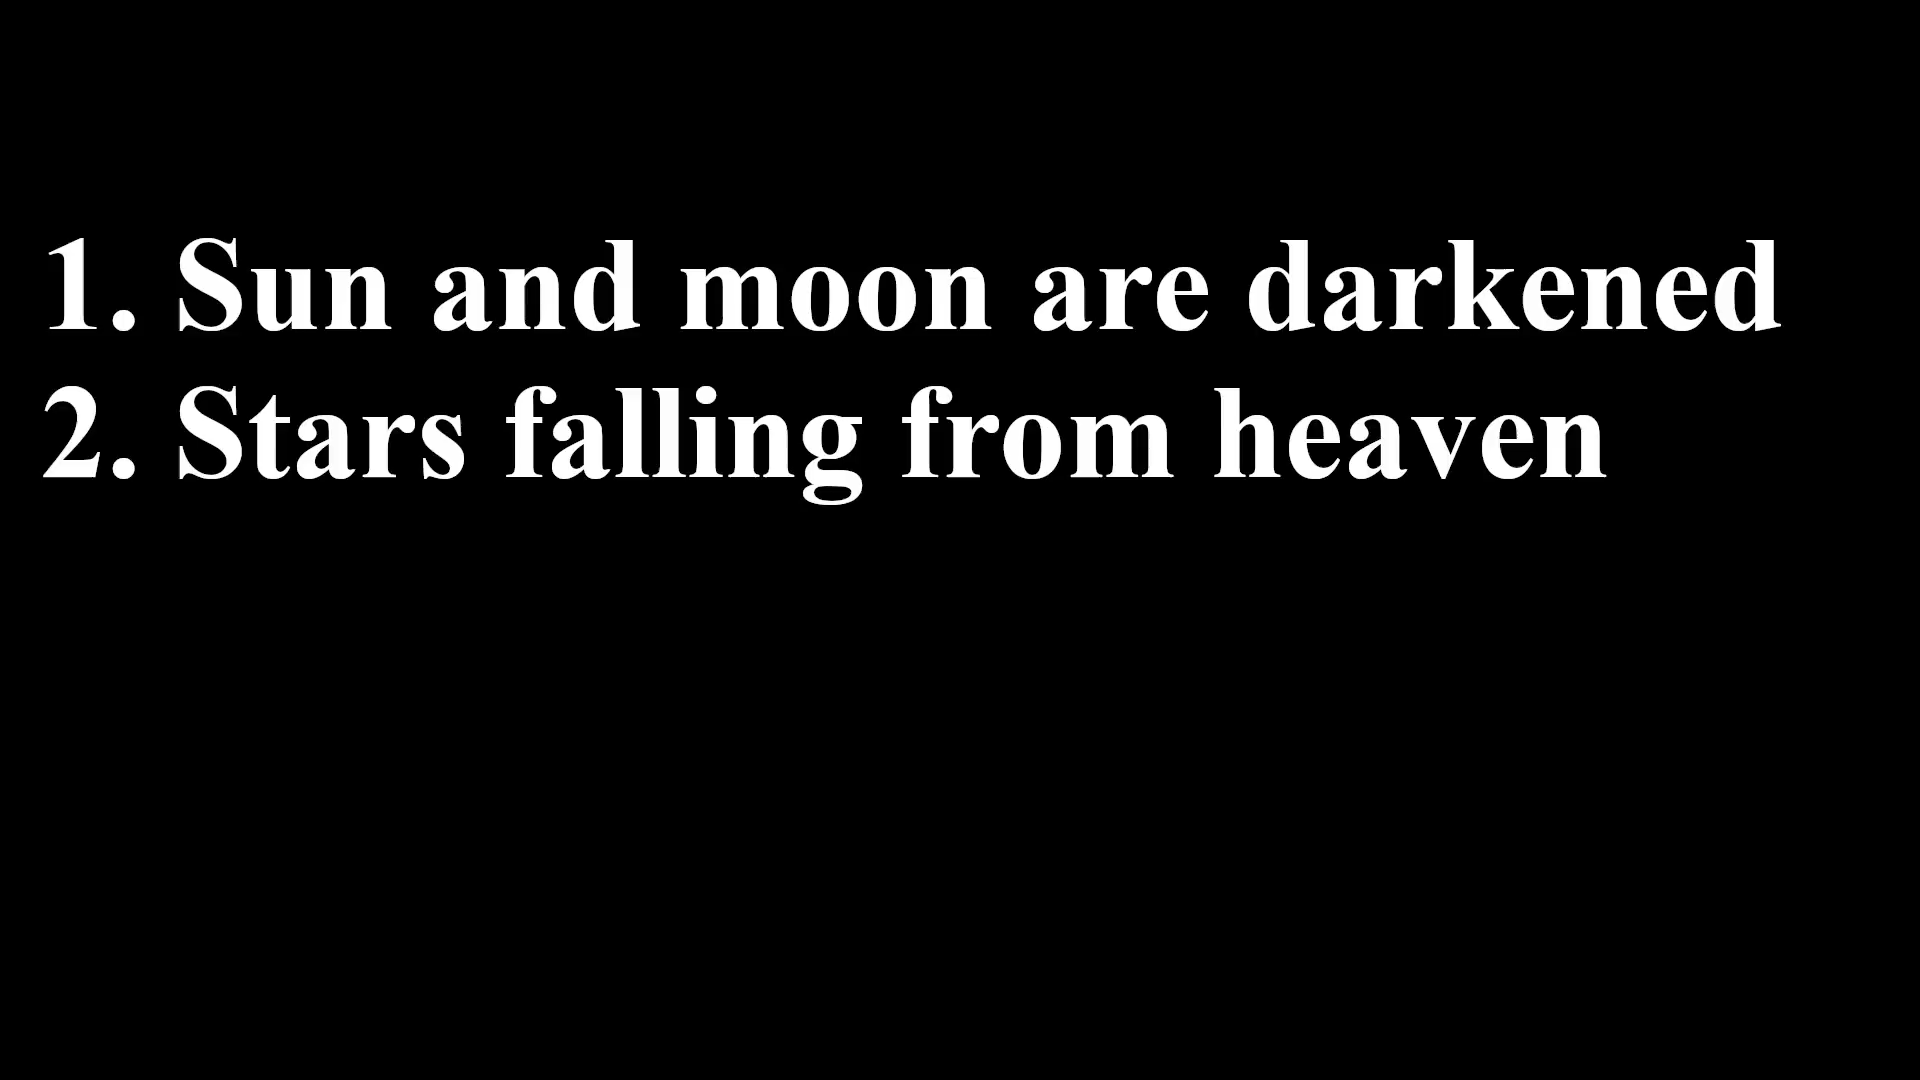 1. Sun and moon are darkened
2. Stars falling from heaven